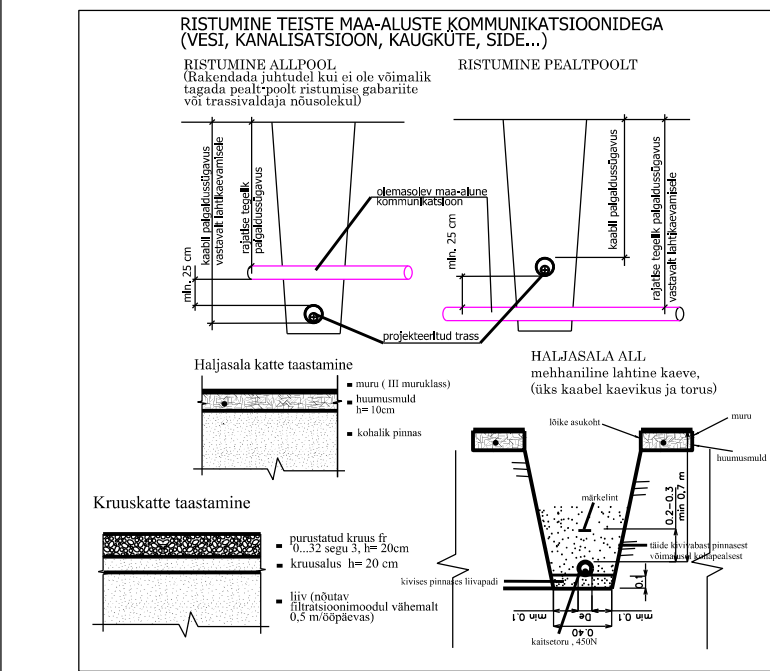 RISTUMINE TEISTE MAA-ALUSTE KOMMUNIKATSIOONIDEGA
(VESI, KANALISATSIOON, KAUGKÜTE, SIDE...)
RISTUMINE ALLPOOL
(Rakendada juhtudel kui ei ole võimalik
tagada pealt-poolt ristumise gabariite
või trassivaldaja nõusolekul)
RISTUMINE PEALTPOOLT
kaabli palgaldussügavus
vastavalt lahtikaevamisele
rajatise tegelik
palgaldussügavus
min. 25 cm
olemasolev maa-alune
kommunikatsioon
projekteeritud trass
kaabli palgaldussügavus
min. 25 cm
rajatise tegelik palgaldussügavus
vastavalt lahtikaevamisele
Haljasala katte taastamine
muru ( III muruklass)
huumusmuld
h= 10cm
kohalik pinnas
HALJASALA ALL
mehhaniline lahtine kaeve,
(üks kaabel kaevikus ja torus)
lõike asukoht
muru
huumusmuld
märkelint
0.2-0.3
min 0,7 m
täide kivivabast pinnasest
võimalusel kohapealsest
kivises pinnases liivapadi
0.1
min 0.1
De
min 0.1
0.40
kaitsetoru , 450N
Kruuskatte taastamine
purustatud kruus fr
0...32 segu 3, h= 20cm
kruusalus h= 20 cm
liiv (nõutav
filtratsioonimoodul vähemalt
0,5 m/ööpäevas)